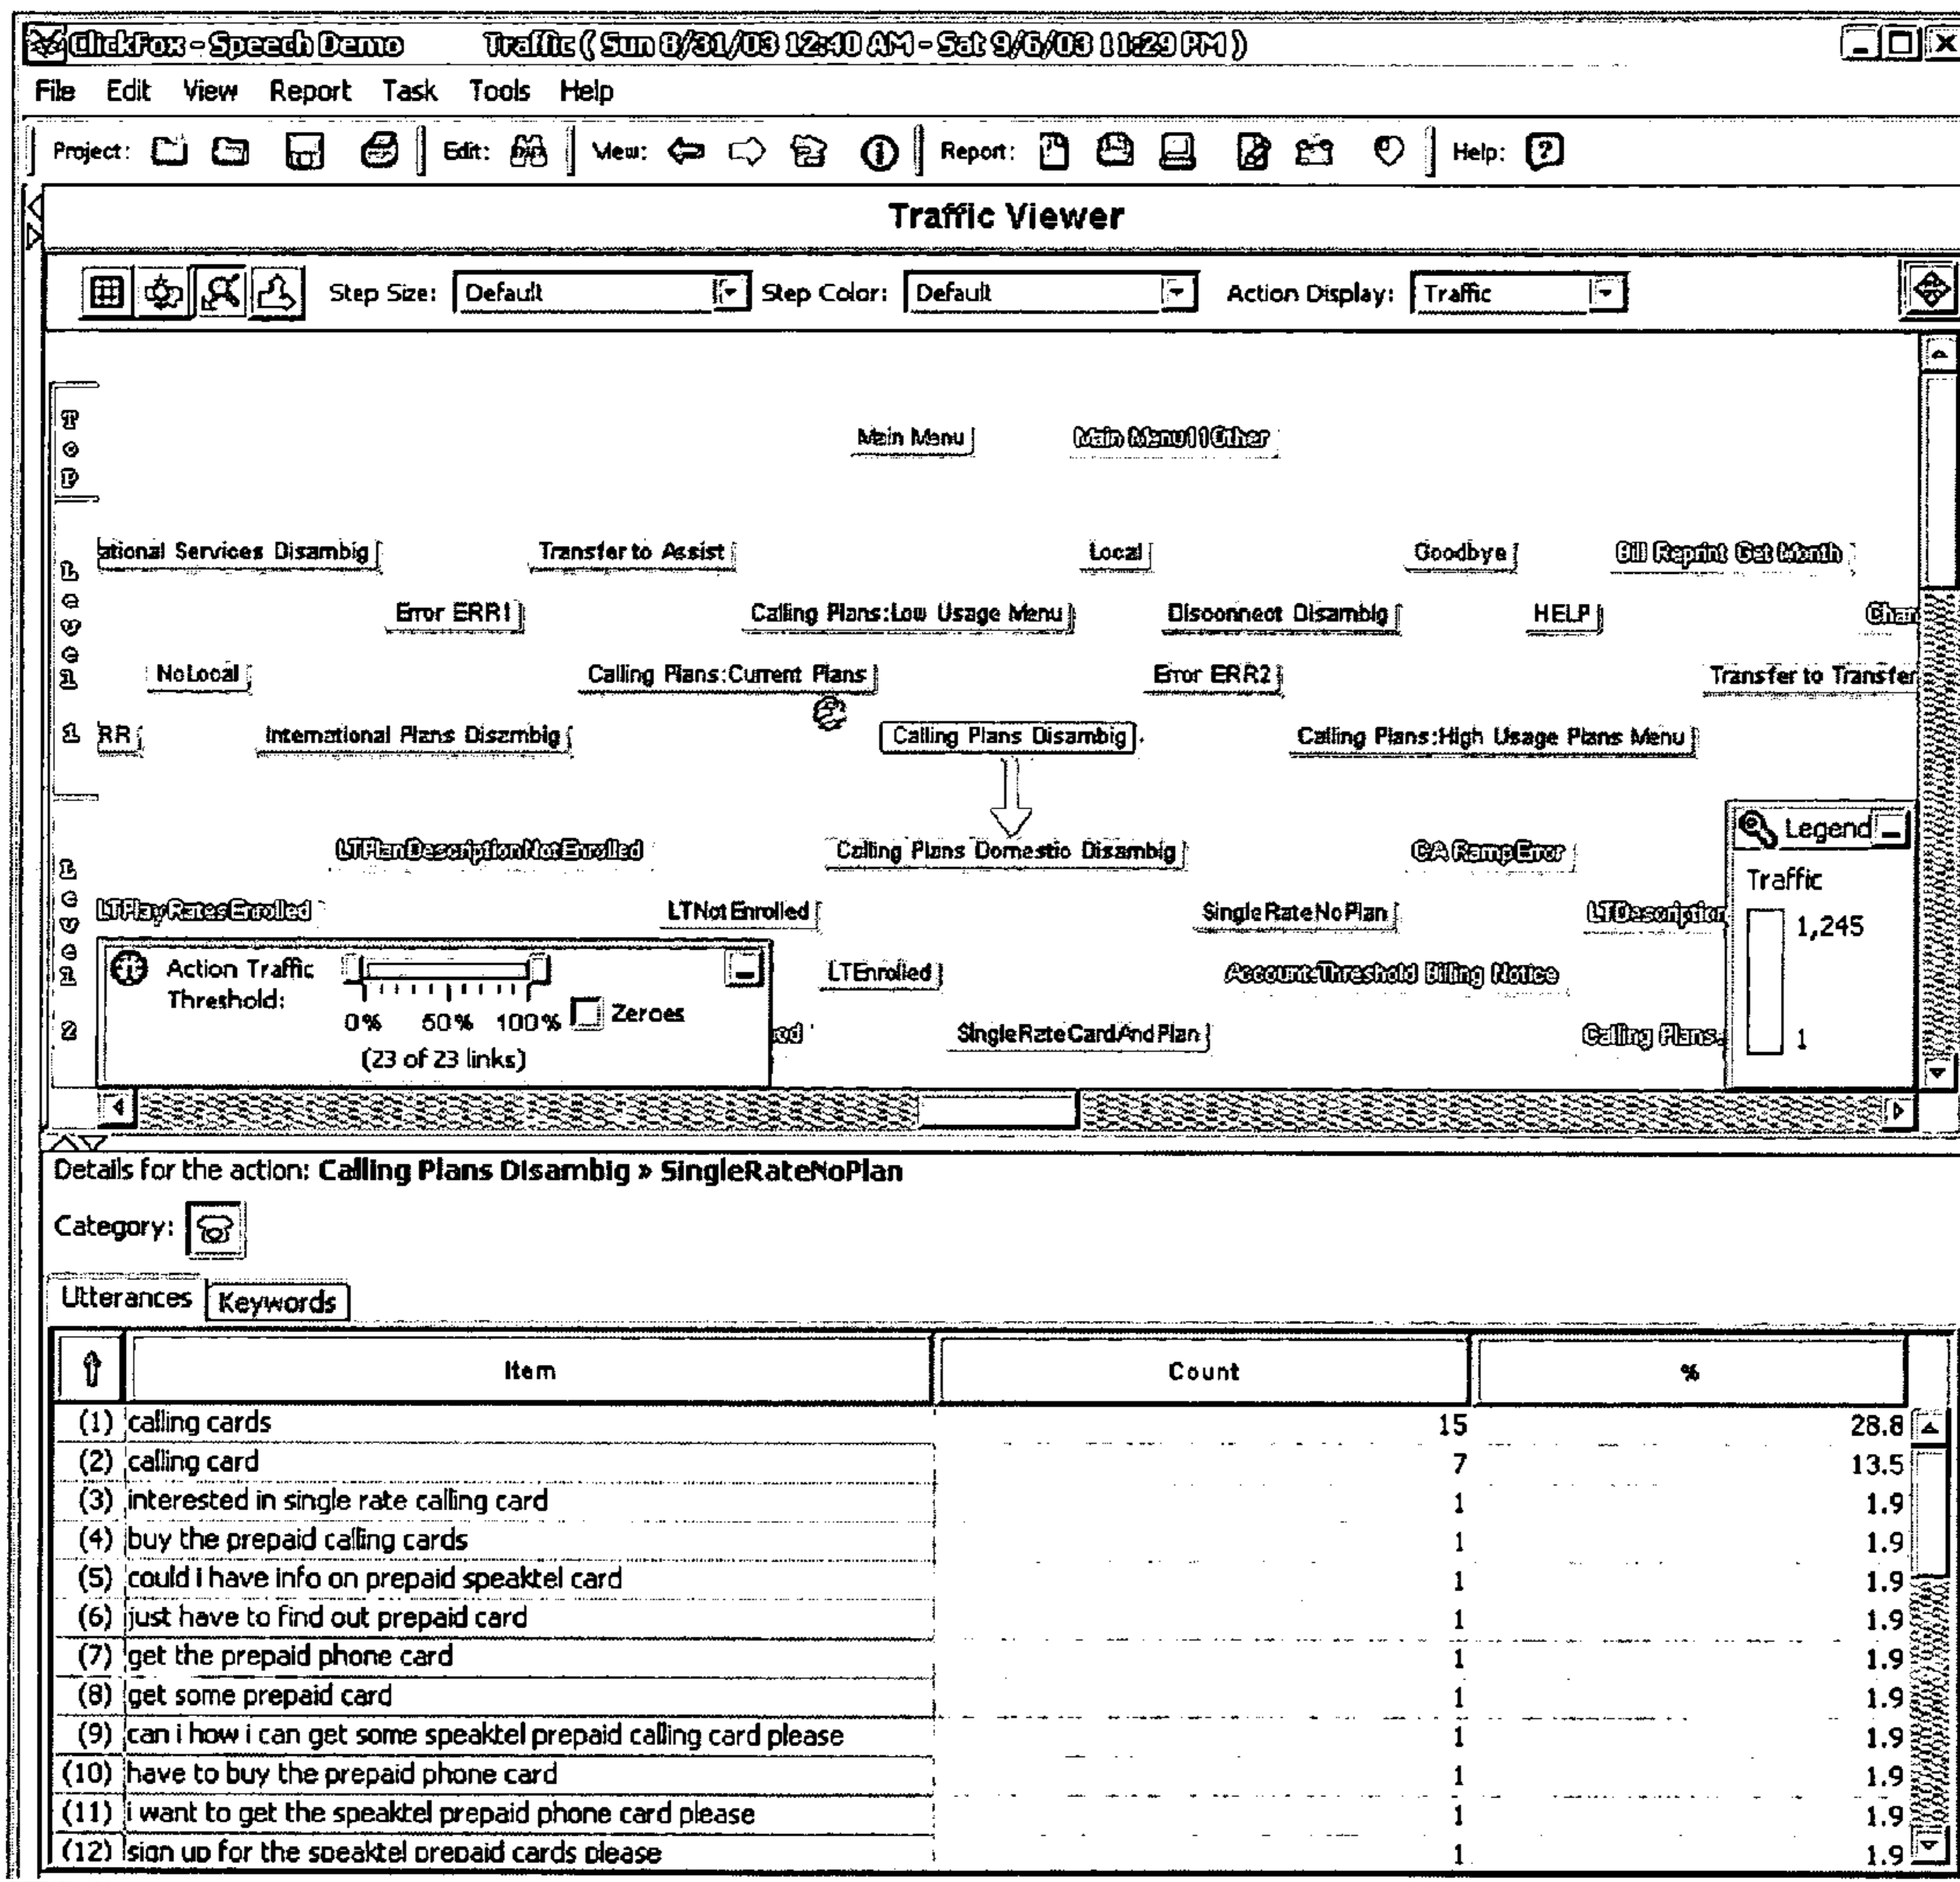 ClickFox - Speech Demo Traffic ( Sun 8/31/03 12:40 AM - Sat 9/6/03 11:29 PM )
File Edit View Report Task Tools Help
Project: Edit: View: Report: Help:
Traffic Viewer
Step Size: Default Step Color: Default Action Display: Traffic
Top
Main Menu Main Menu11Other
Level 1
ational Services Disambig Transfer to Assist Local Goodbye Bill Reprint Get Month
Error ERR1 Calling Plans:Low Usage Menu Disconnect Disambig HELP Chan
NoLocal Calling Plans:Current Plans Error ERR2 Transfer to Transfer
RR International Plans Disambig Calling Plans Disambig Calling Plans:High Usage Plans Menu
Level 2
LTPlanDescriptionNotEnrolled Calling Plans Domestic Disambig CA Ramp Error
LTPlayRatesEnrolled LTNotEnrolled SingleRateNoPlan LTDescription
LTEnrolled Accounts:Threshold Billing Notice
SingleRateCardAndPlan Calling Plans
Legend
Traffic
1,245
1
Action Traffic
Threshold:
0% 50% 100% Zeroes
(23 of 23 links)
Details for the action: Calling Plans Disambig » SingleRateNoPlan
Category:
Utterances Keywords
Item Count %
(1) calling cards 15 28.8
(2) calling card 7 13.5
(3) interested in single rate calling card 1 1.9
(4) buy the prepaid calling cards 1 1.9
(5) could i have info on prepaid speaktel card 1 1.9
(6) just have to find out prepaid card 1 1.9
(7) get the prepaid phone card 1 1.9
(8) get some prepaid card 1 1.9
(9) can i how i can get some speaktel prepaid calling card please 1 1.9
(10) have to buy the prepaid phone card 1 1.9
(11) i want to get the speaktel prepaid phone card please 1 1.9
(12) sign up for the speaktel prepaid cards please 1 1.9